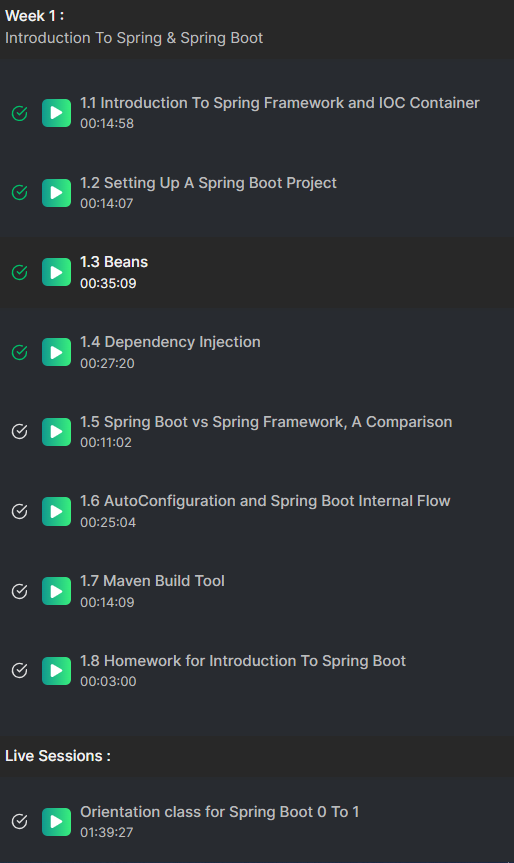 Week 1 :
Introduction To Spring & Spring Boot
1.1 Introduction To Spring Framework and IOC Container
00:14:58
1.2 Setting Up A Spring Boot Project
00:14:07
1.3 Beans
00:35:09
1.4 Dependency Injection
00:27:20
1.5 Spring Boot vs Spring Framework, A Comparison
00:11:02
1.6 AutoConfiguration and Spring Boot Internal Flow
00:25:04
1.7 Maven Build Tool
00:14:09
1.8 Homework for Introduction To Spring Boot
00:03:00
Live Sessions :
Orientation class for Spring Boot 0 To 1
01:39:27